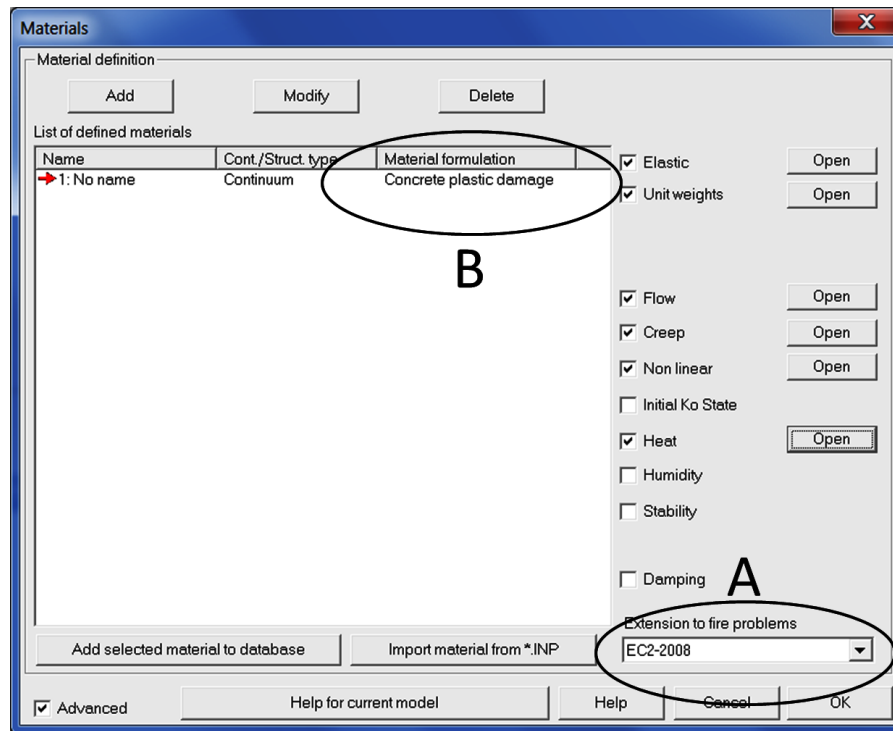 Materials
X
Material definition
Add Modify Delete
List of defined materials
Name Cont./Struct. type Material formulation
1: No name Continuum Concrete plastic damage
Elastic Open
Unit weights Open
B
Flow Open
Creep Open
Non linear Open
Initial Ko State
Heat Open
Humidity
Stability
Damping
A
Extension to fire problems
EC2-2008
Add selected material to database Import material from *.INP
Advanced Help for current model Help Cancel OK